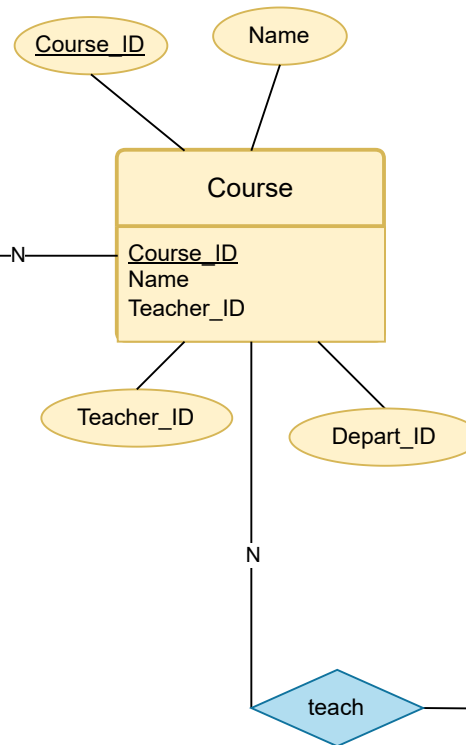 Course_ID
Name
Course
N
Course_ID
Name
Teacher_ID
Teacher_ID
Depart_ID
N
teach